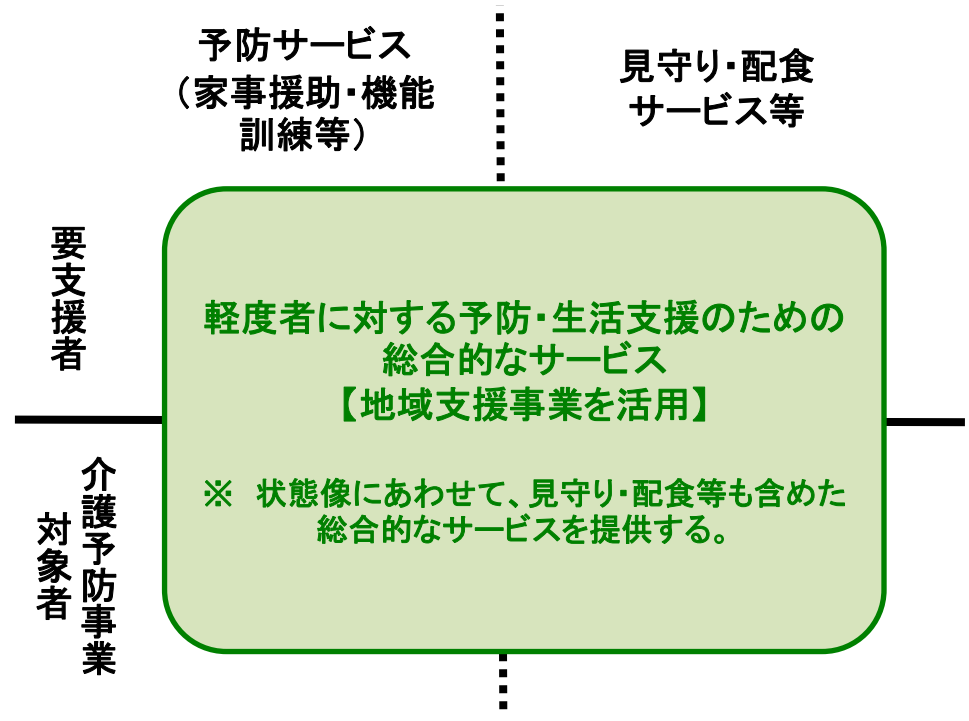 予防サービス
（家事援助・機能
訓練等）
見守り・配食
サービス等
要支援者
介護予防事業
対象者
軽度者に対する予防・生活支援のための
総合的なサービス
【地域支援事業を活用】
※　状態像にあわせて、見守り・配食等も含めた
総合的なサービスを提供する。